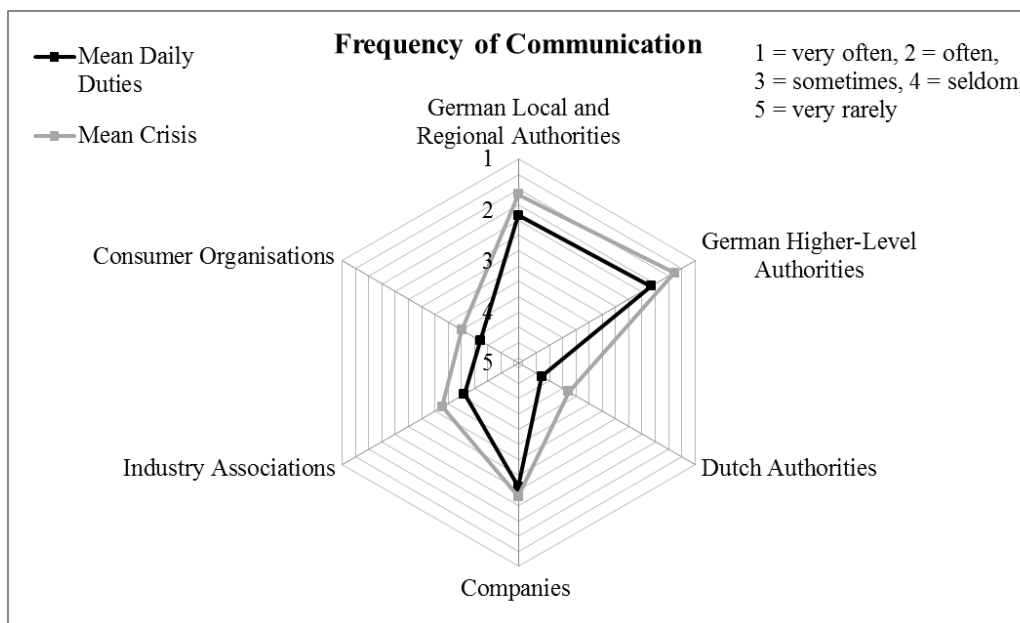 Frequency of Communication
Mean Daily
Duties
Mean Crisis
1 = very often, 2 = often,
3 = sometimes, 4 = seldom,
5 = very rarely
German Local and
Regional Authorities
1
2
3
4
5
German Higher-Level
Authorities
Dutch Authorities
Companies
Industry Associations
Consumer Organisations